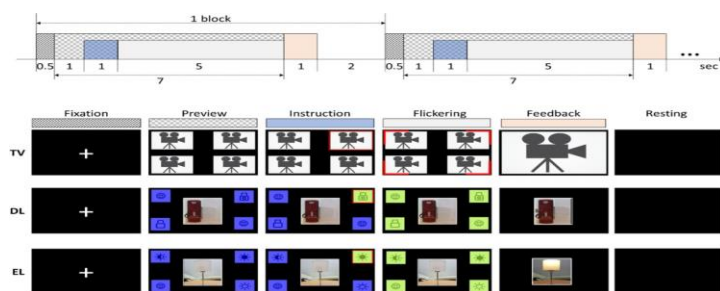 1 block
0.5 1 1 5 1 2 0.5 1 1 5 1 sec
7 7
Fixation Preview Instruction Flickering Feedback Resting
TV
DL
EL